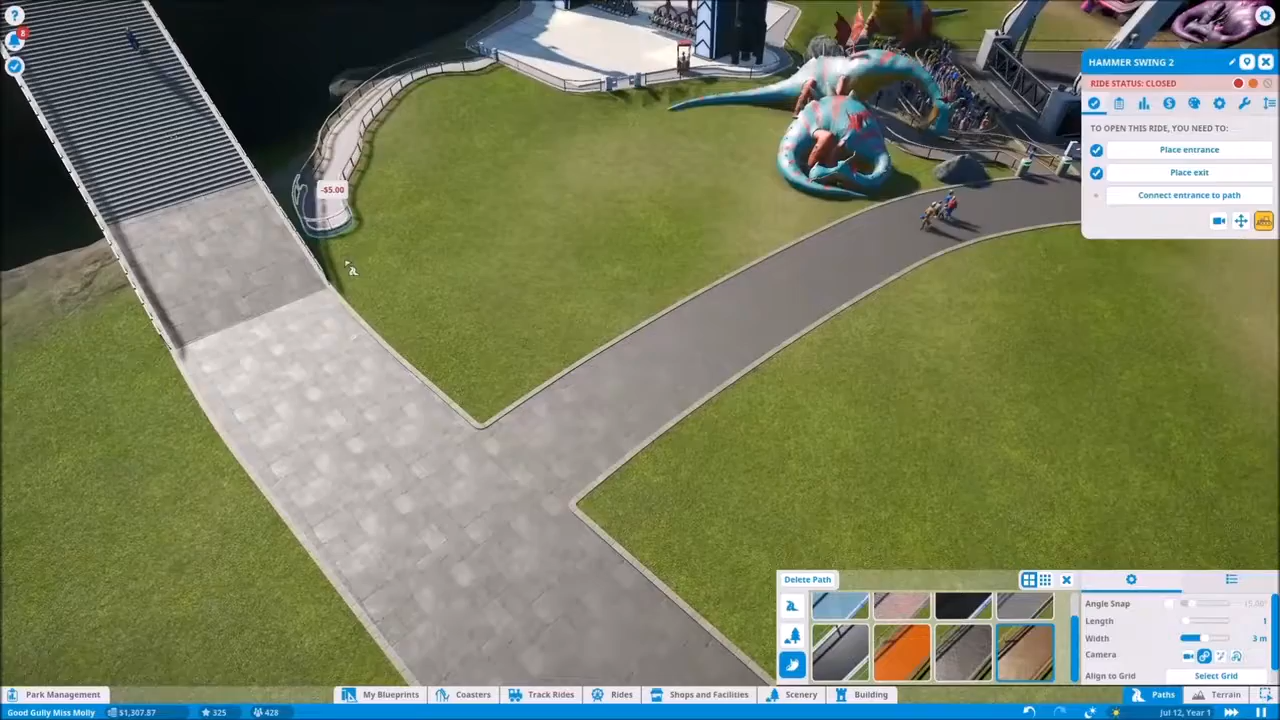 ?
8
HAMMER SWING 2
RIDE STATUS: CLOSED
TO OPEN THIS RIDE, YOU NEED TO:
Place entrance
Place exit
Connect entrance to path
-$5.00
Delete Path
Angle Snap
Length 1
Width 3 m
Camera
Align to Grid Select Grid
Park Management My Blueprints Coasters Track Rides Rides Shops and Facilities Scenery Building Paths Terrain
Good Gully Miss Molly $1,307.87 325 428 Jul 12, Year 1